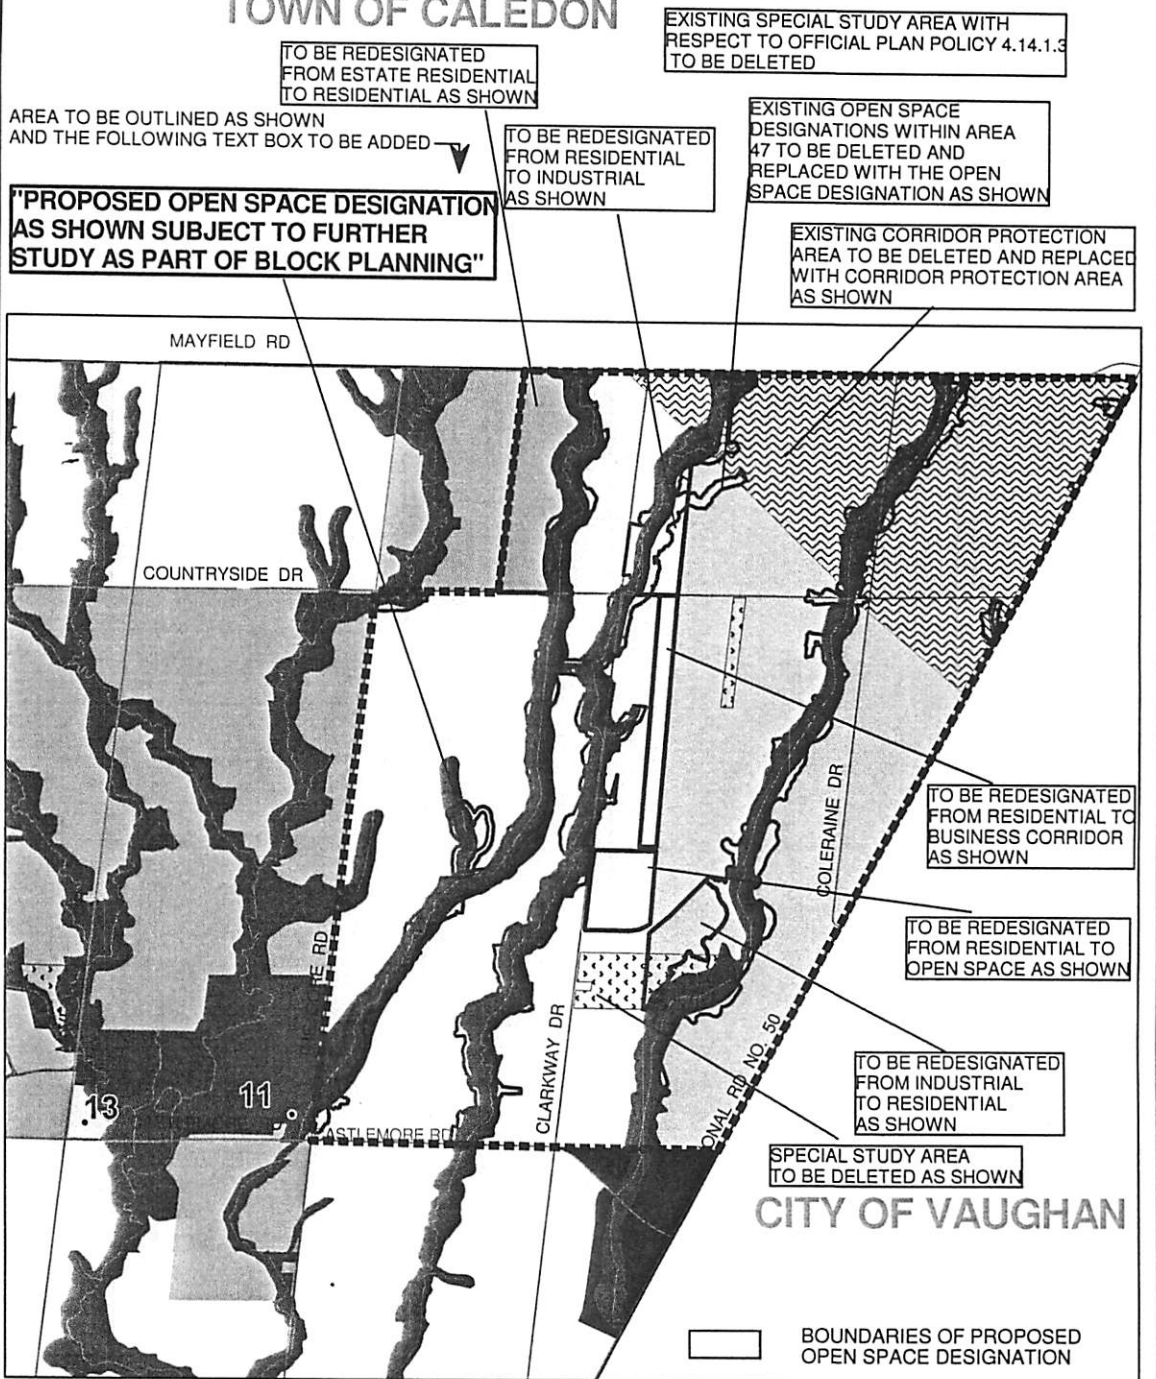 TOWN OF CALEDON
EXISTING SPECIAL STUDY AREA WITH
RESPECT TO OFFICIAL PLAN POLICY 4.14.1.3
TO BE DELETED
TO BE REDESIGNATED
FROM ESTATE RESIDENTIAL
TO RESIDENTIAL AS SHOWN
AREA TO BE OUTLINED AS SHOWN
AND THE FOLLOWING TEXT BOX TO BE ADDED
TO BE REDESIGNATED
FROM RESIDENTIAL
TO INDUSTRIAL
AS SHOWN
EXISTING OPEN SPACE
DESIGNATIONS WITHIN AREA
47 TO BE DELETED AND
REPLACED WITH THE OPEN
SPACE DESIGNATION AS SHOWN
"PROPOSED OPEN SPACE DESIGNATION
AS SHOWN SUBJECT TO FURTHER
STUDY AS PART OF BLOCK PLANNING"
EXISTING CORRIDOR PROTECTION
AREA TO BE DELETED AND REPLACED
WITH CORRIDOR PROTECTION AREA
AS SHOWN
MAYFIELD RD
COUNTRYSIDE DR
COLERAINE DR
TO BE REDESIGNATED
FROM RESIDENTIAL TO
BUSINESS CORRIDOR
AS SHOWN
TO BE REDESIGNATED
FROM RESIDENTIAL TO
OPEN SPACE AS SHOWN
RD
CLARKWAY DR
ONAL RD NO. 50
TO BE REDESIGNATED
FROM INDUSTRIAL
TO RESIDENTIAL
AS SHOWN
13
11
ASTLEMORE RD
SPECIAL STUDY AREA
TO BE DELETED AS SHOWN
CITY OF VAUGHAN
BOUNDARIES OF PROPOSED
OPEN SPACE DESIGNATION